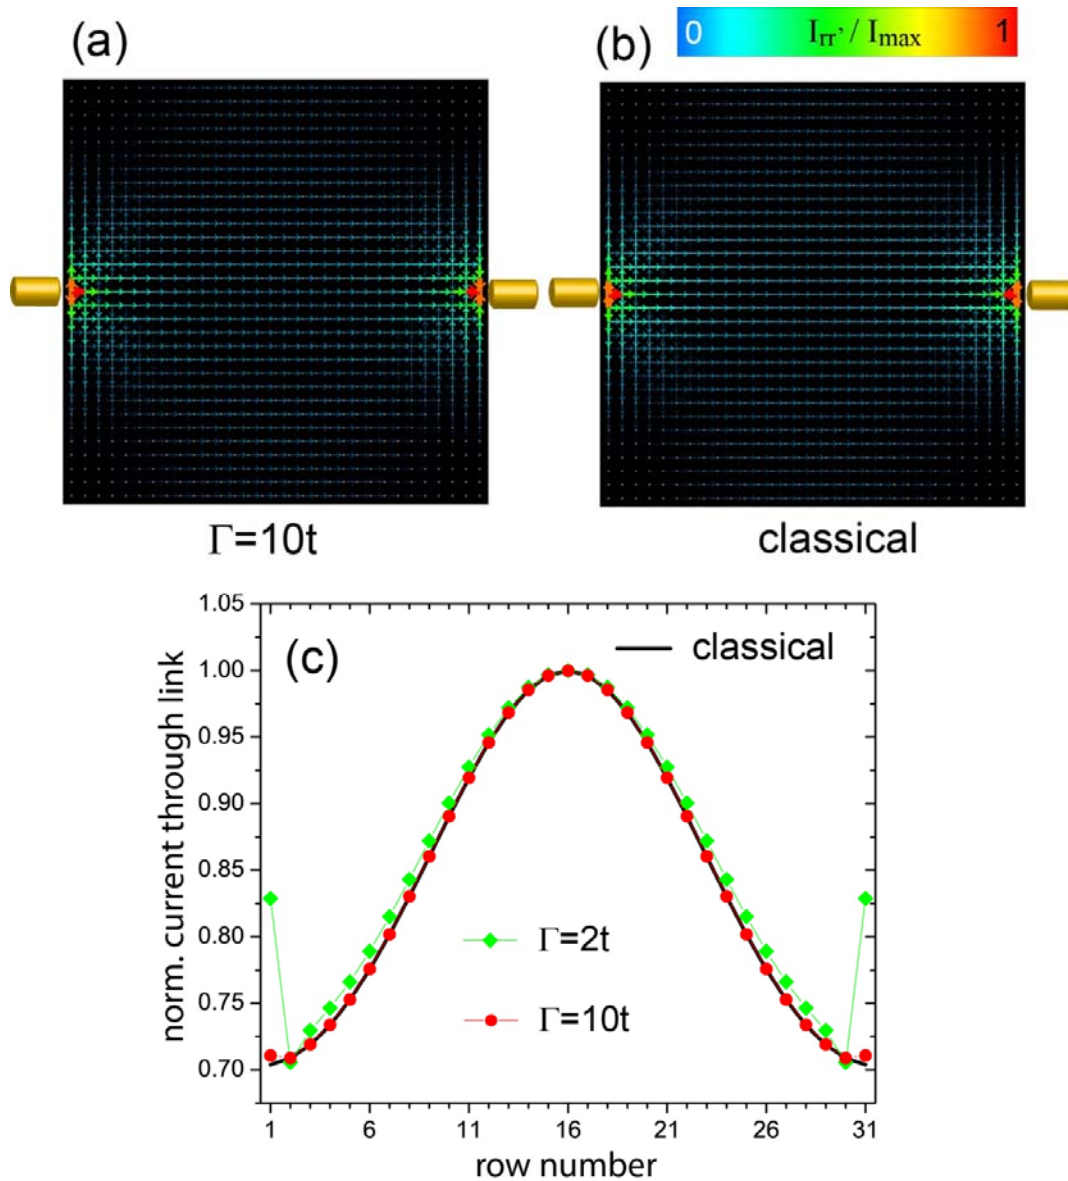 (a)
(b)
0 I_rr' / I_max 1
Γ=10t
classical
(c)
classical
norm. current through link
1.05
1.00
0.95
0.90
0.85
0.80
0.75
0.70
Γ=2t
Γ=10t
1 6 11 16 21 26 31
row number